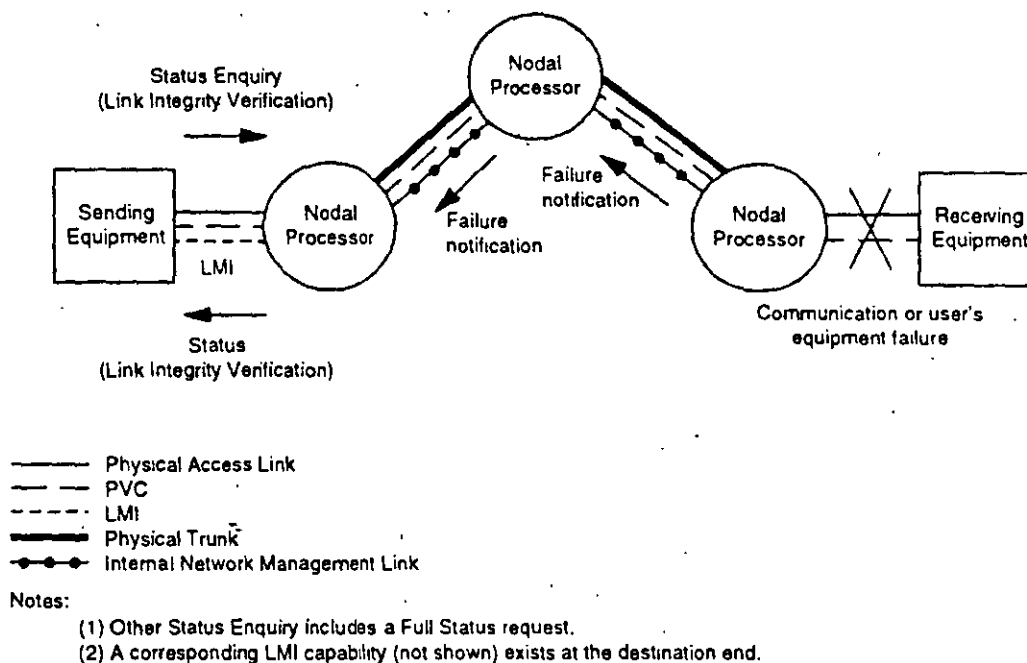 Status Enquiry
(Link Integrity Verification)
Nodal
Processor
Sending
Equipment
LMI
Nodal
Processor
Failure
notification
Failure
notification
Nodal
Processor
Receiving
Equipment
Status
(Link Integrity Verification)
Communication or user's
equipment failure
Physical Access Link
PVC
LMI
Physical Trunk
Internal Network Management Link
Notes:
(1) Other Status Enquiry includes a Full Status request.
(2) A corresponding LMI capability (not shown) exists at the destination end.